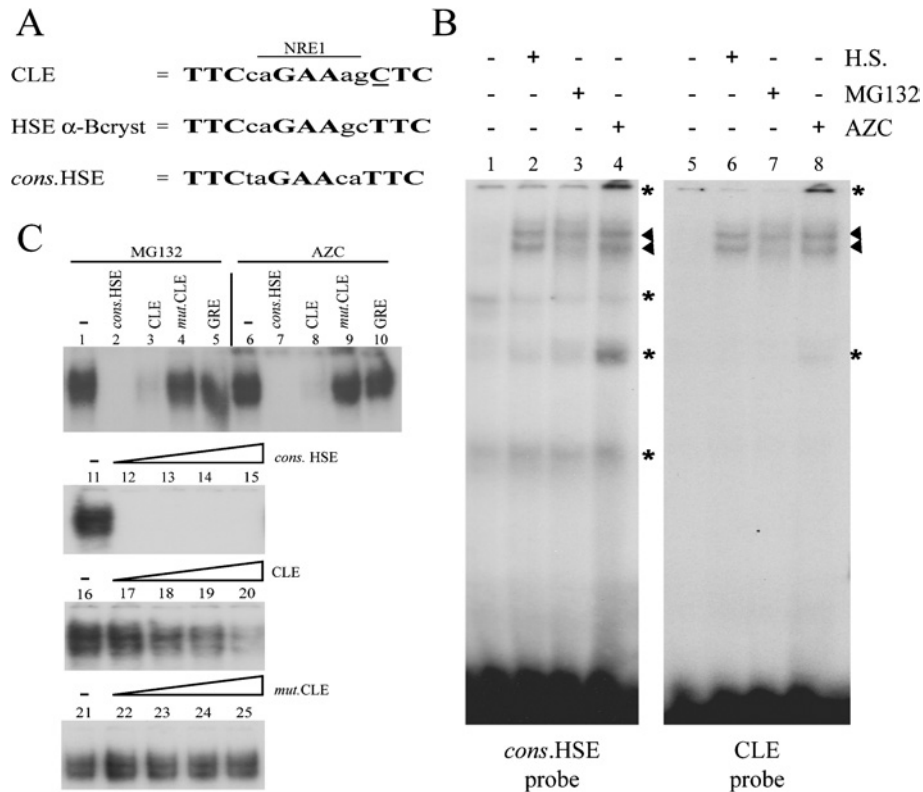 A
NRE1
CLE = TTCcaGAAagCTC
HSE α-Bcryst = TTCcaGAAgcTTC
cons.HSE = TTCtaGAAcaTTC
B
- + - - - + - - H.S.
- - + - - - + - MG132
- - - + - - - + AZC
1 2 3 4 5 6 7 8
*
*
*
*
*
*
cons.HSE probe
CLE probe
C
MG132 AZC
- cons.HSE CLE mut.CLE GRE - cons.HSE CLE mut.CLE GRE
1 2 3 4 5 6 7 8 9 10
- cons. HSE
11 12 13 14 15
- CLE
16 17 18 19 20
- mut.CLE
21 22 23 24 25